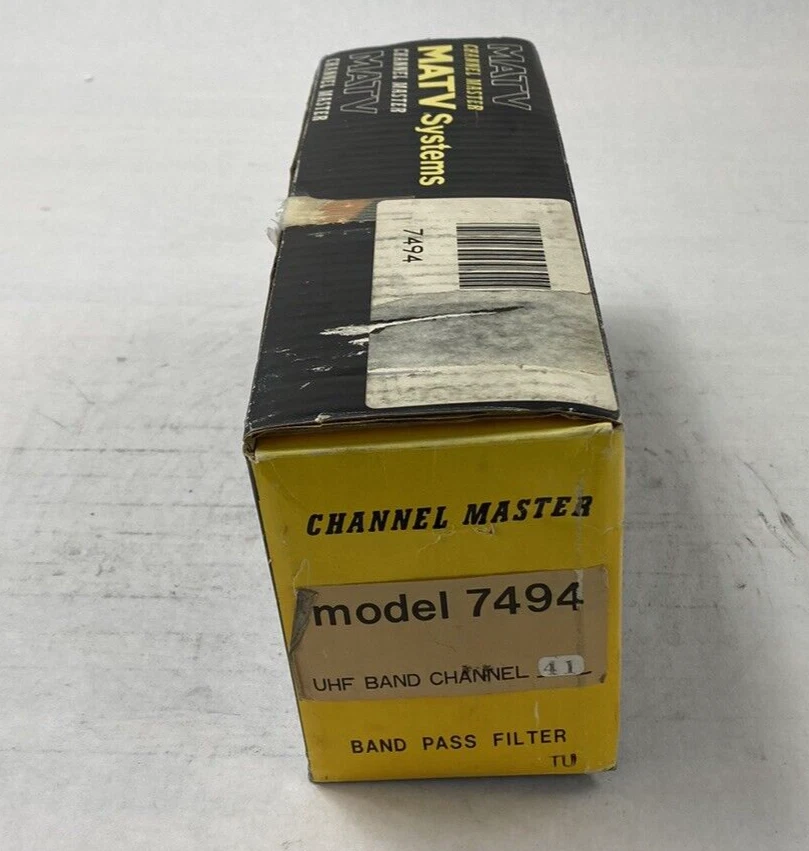 MATV
CHANNEL MASTER
MATV Systems
CHANNEL MASTER
MATV
CHANNEL MASTER
7494
CHANNEL MASTER
model 7494
UHF BAND CHANNEL 41
BAND PASS FILTER
TU